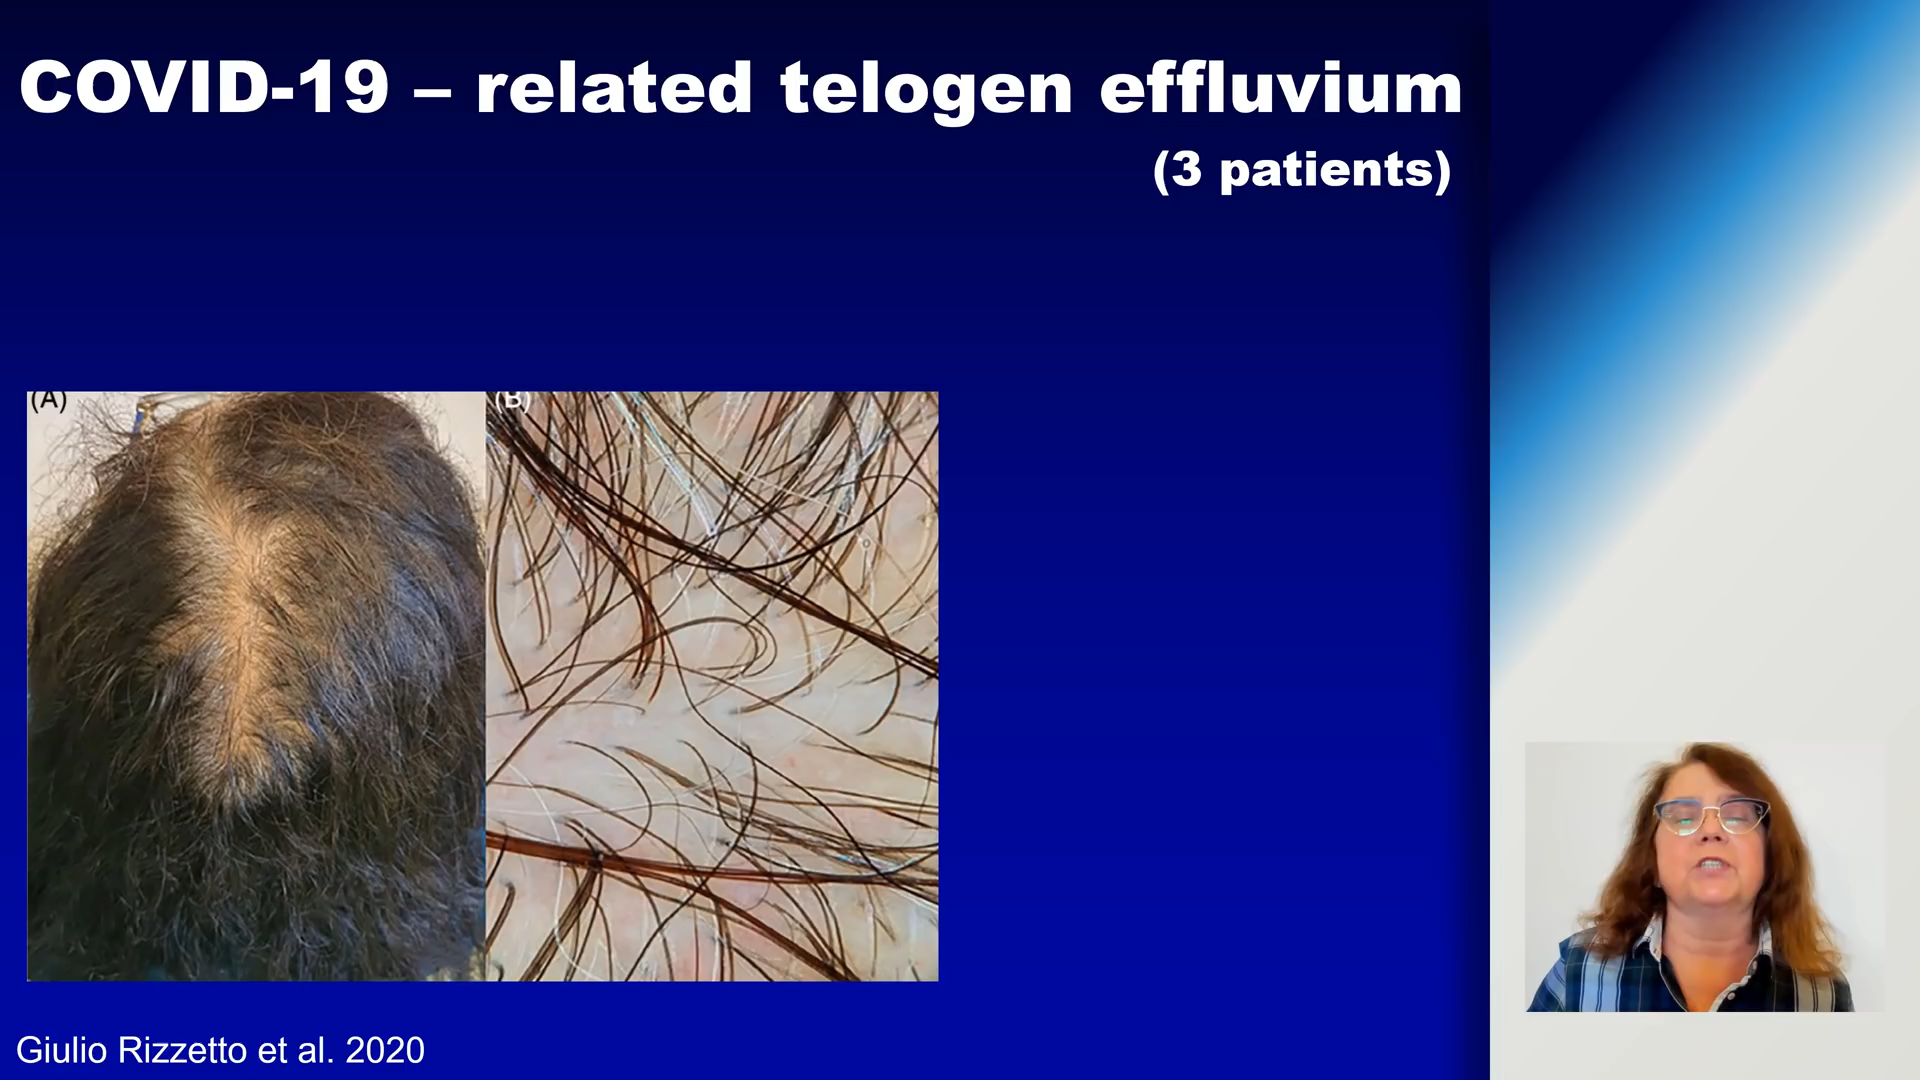 COVID-19 – related telogen effluvium
(3 patients)
(A)
(B)
Giulio Rizzetto et al. 2020